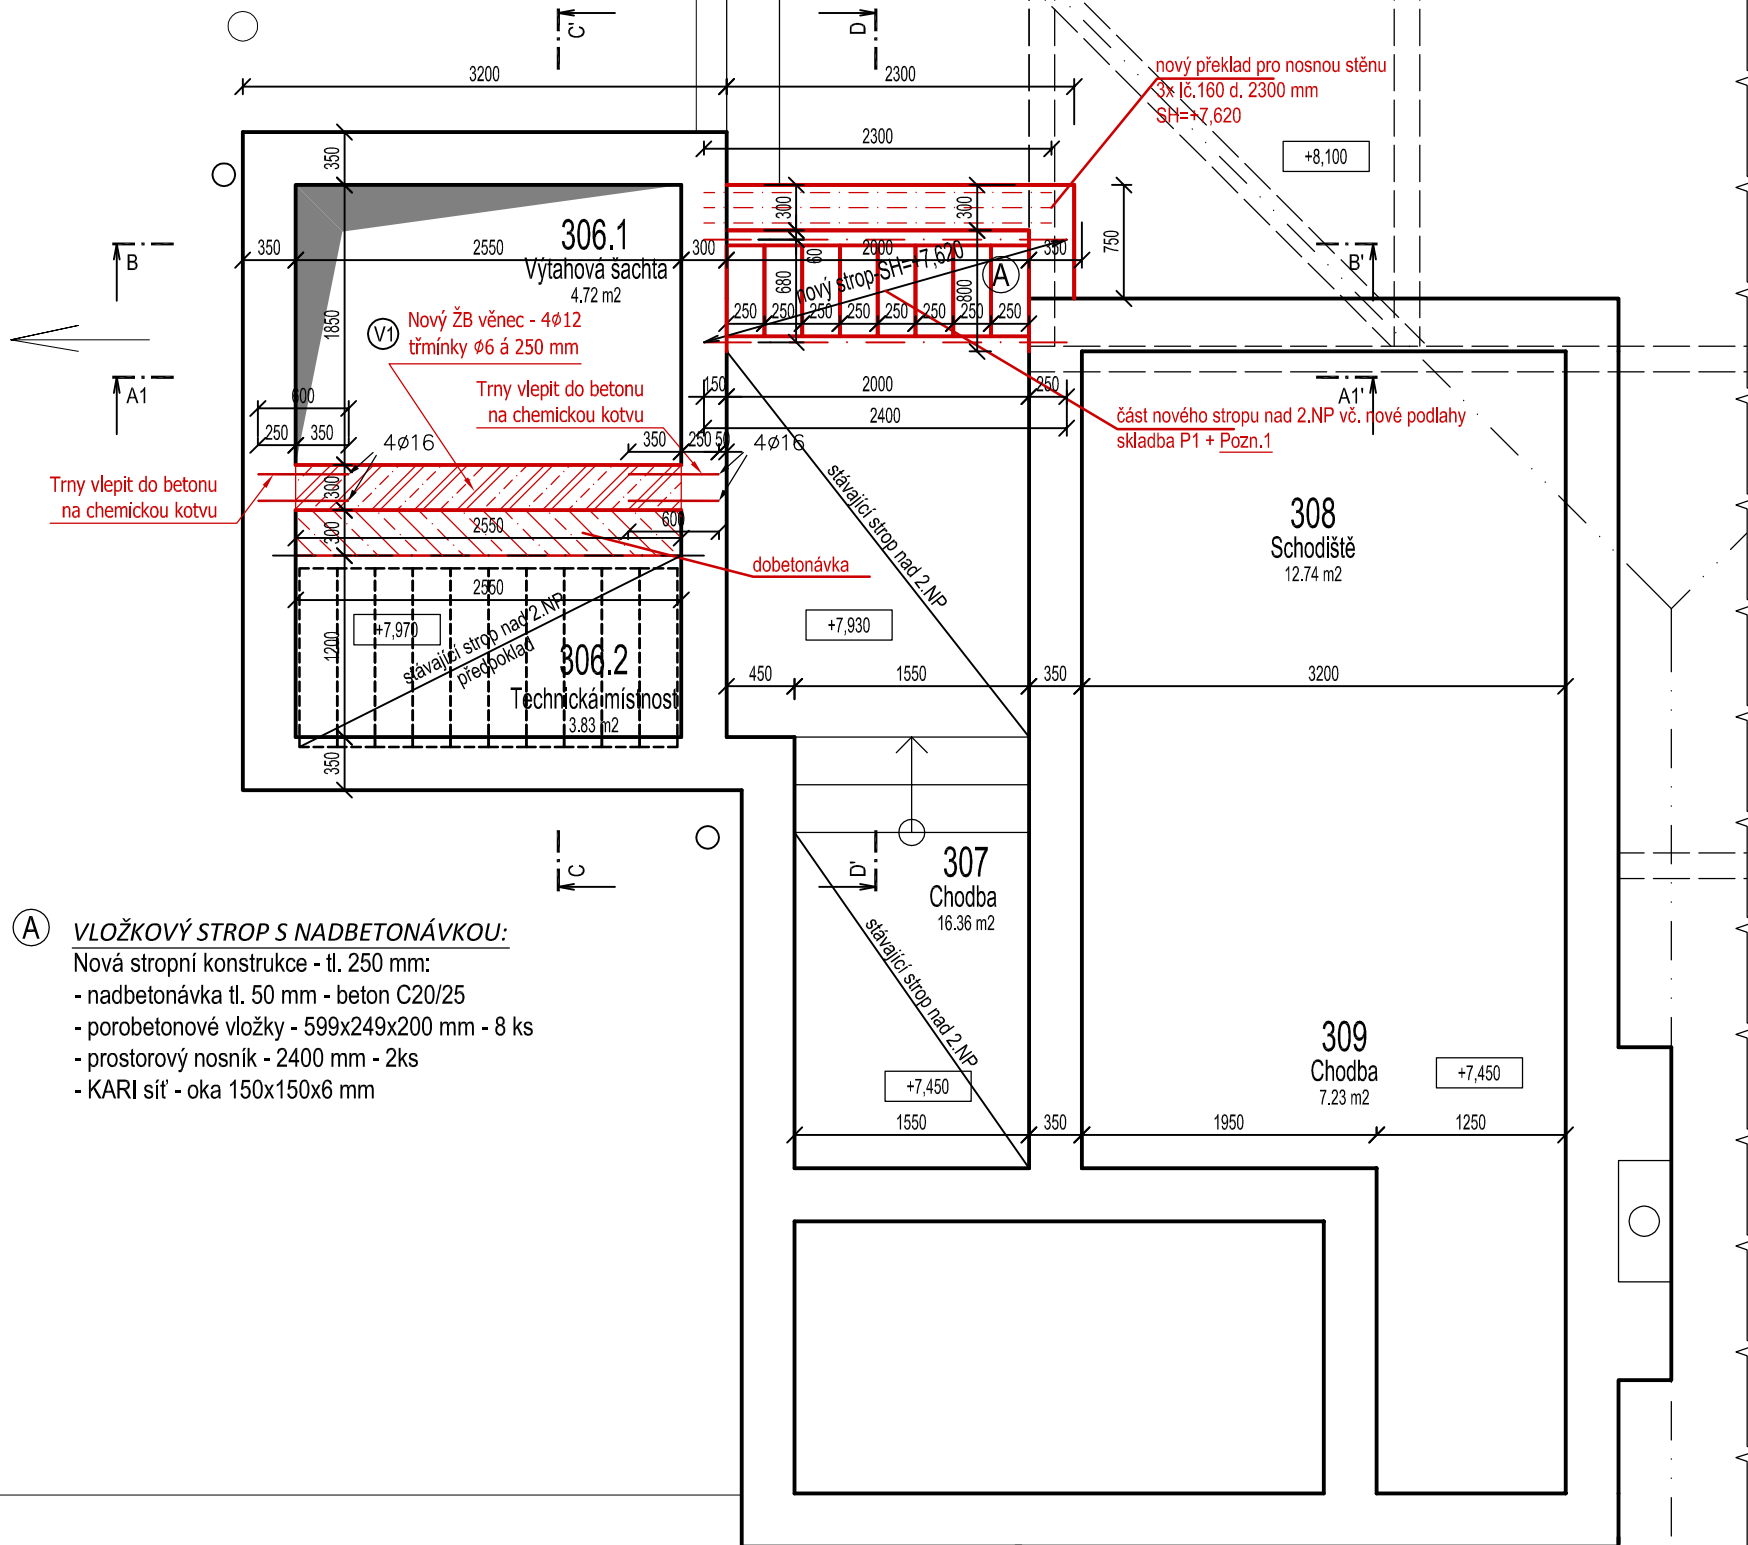 C'
D
3200
2300
2300
nový překlad pro nosnou stěnu
3x Ič.160 d. 2300 mm
SH=+7,620
+8,100
350
300
300
750
306.1
Výtahová šachta
4.72 m2
350
2550
300
2000
350
60
680
800
nový strop-SH=+7,620
A
B
B'
1850
250
250
250
250
250
250
250
250
V1
Nový ŽB věnec - 4ø12
třmínky ø6 á 250 mm
Trny vlepit do betonu
na chemickou kotvu
A1
A1'
600
250
350
150
2000
250
2400
část nového stropu nad 2.NP vč. nové podlahy
skladba P1 + Pozn.1
4ø16
350
250
50
4ø16
Trny vlepit do betonu
na chemickou kotvu
300
300
2550
600
dobetonávka
stávající strop nad 2.NP
308
Schodiště
12.74 m2
2550
+7,970
stávající strop nad 2.NP
předpoklad
1200
306.2
Technická místnost
3.83 m2
350
+7,930
450
1550
350
3200
C
D'
307
Chodba
16.36 m2
stávající strop nad 2.NP
+7,450
A
VLOŽKOVÝ STROP S NADBETONÁVKOU:
Nová stropní konstrukce - tl. 250 mm:
- nadbetonávka tl. 50 mm - beton C20/25
- porobetonové vložky - 599x249x200 mm - 8 ks
- prostorový nosník - 2400 mm - 2ks
- KARI síť - oka 150x150x6 mm
309
Chodba
7.23 m2
+7,450
1550
350
1950
1250